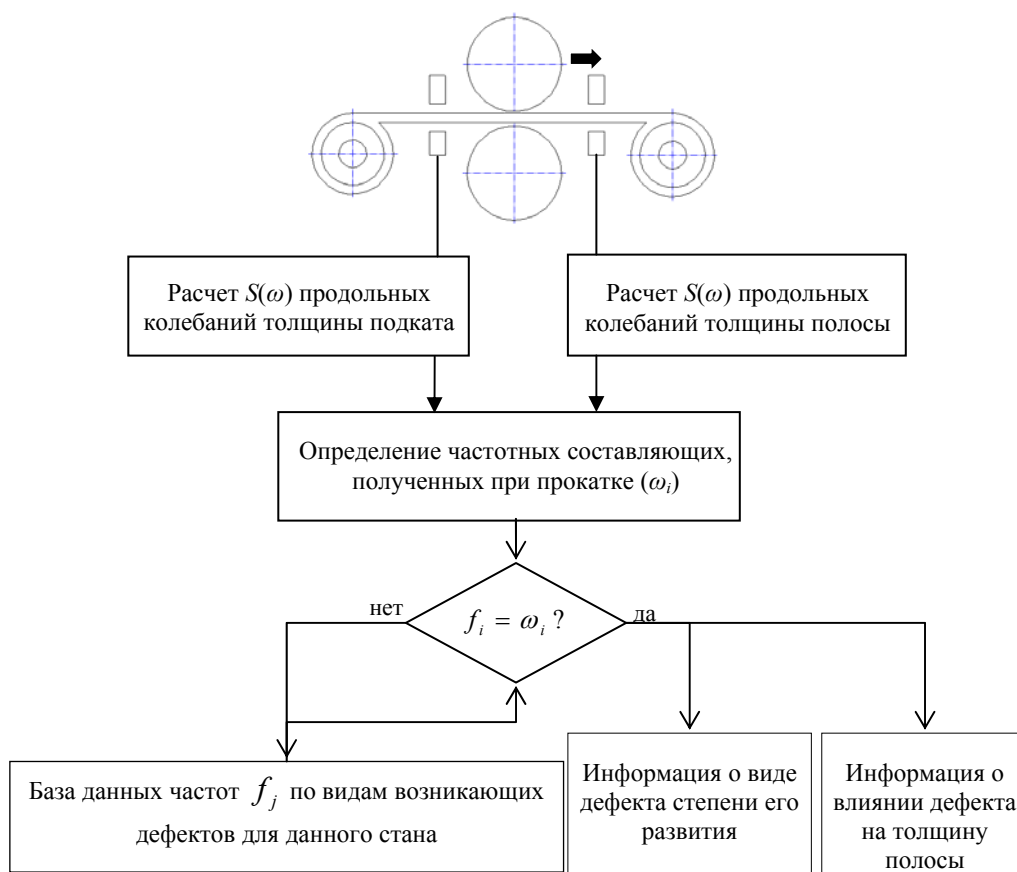 Расчет S(ω) продольных
колебаний толщины подката
Расчет S(ω) продольных
колебаний толщины полосы
Определение частотных составляющих,
полученных при прокатке (ωᵢ)
нет
fᵢ = ωᵢ ?
да
База данных частот fⱼ по видам возникающих
дефектов для данного стана
Информация о виде
дефекта степени его
развития
Информация о
влиянии дефекта
на толщину
полосы